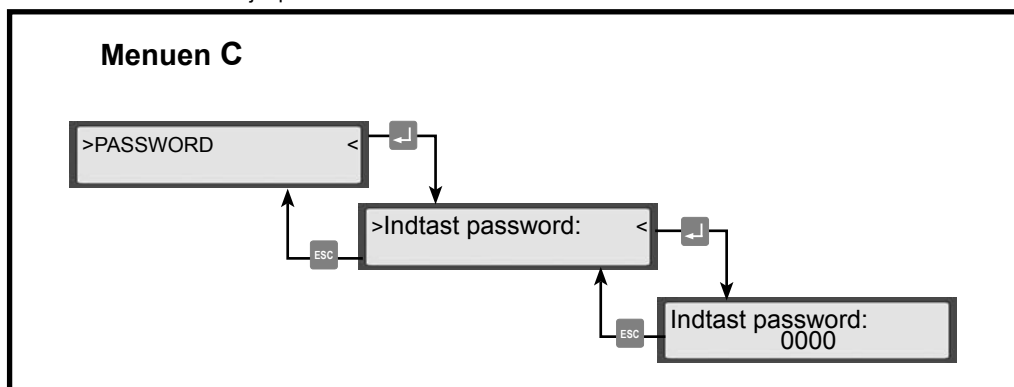 Menuen C
>PASSWORD <
>Indtast password: <
ESC
Indtast password:
0000
ESC